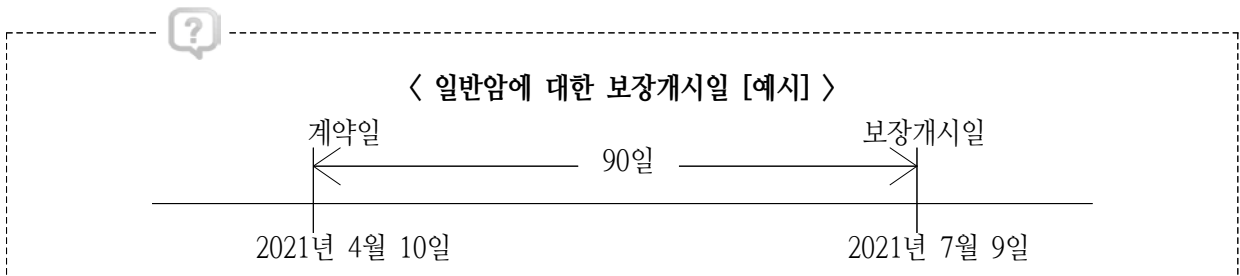 ?
〈 일반암에 대한 보장개시일 [예시] 〉
계약일 보장개시일
90일
2021년 4월 10일 2021년 7월 9일